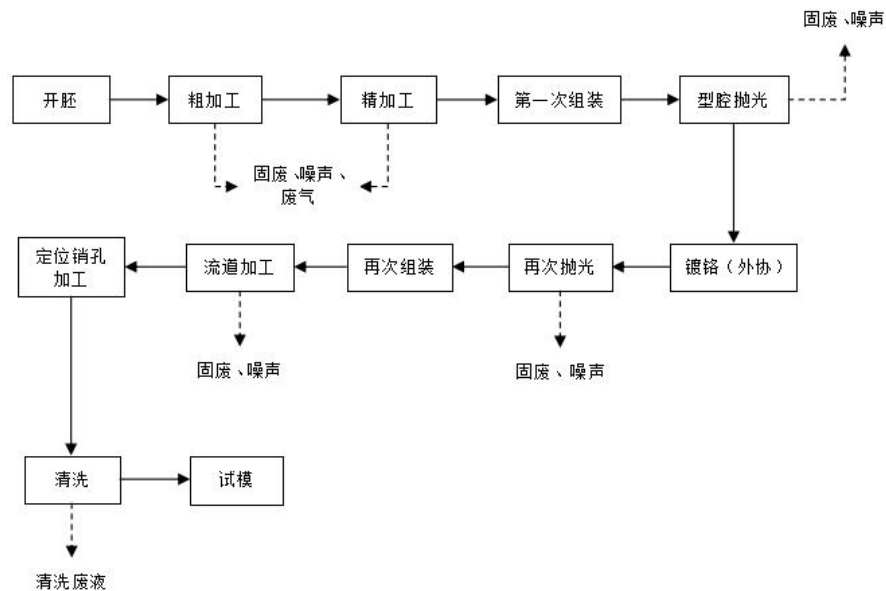 固废、噪声
开胚
粗加工
精加工
第一次组装
型腔抛光
固废、噪声、
废气
定位销孔
加工
流道加工
再次组装
再次抛光
镀铬（外协）
固废、噪声
固废、噪声
清洗
试模
清洗废液